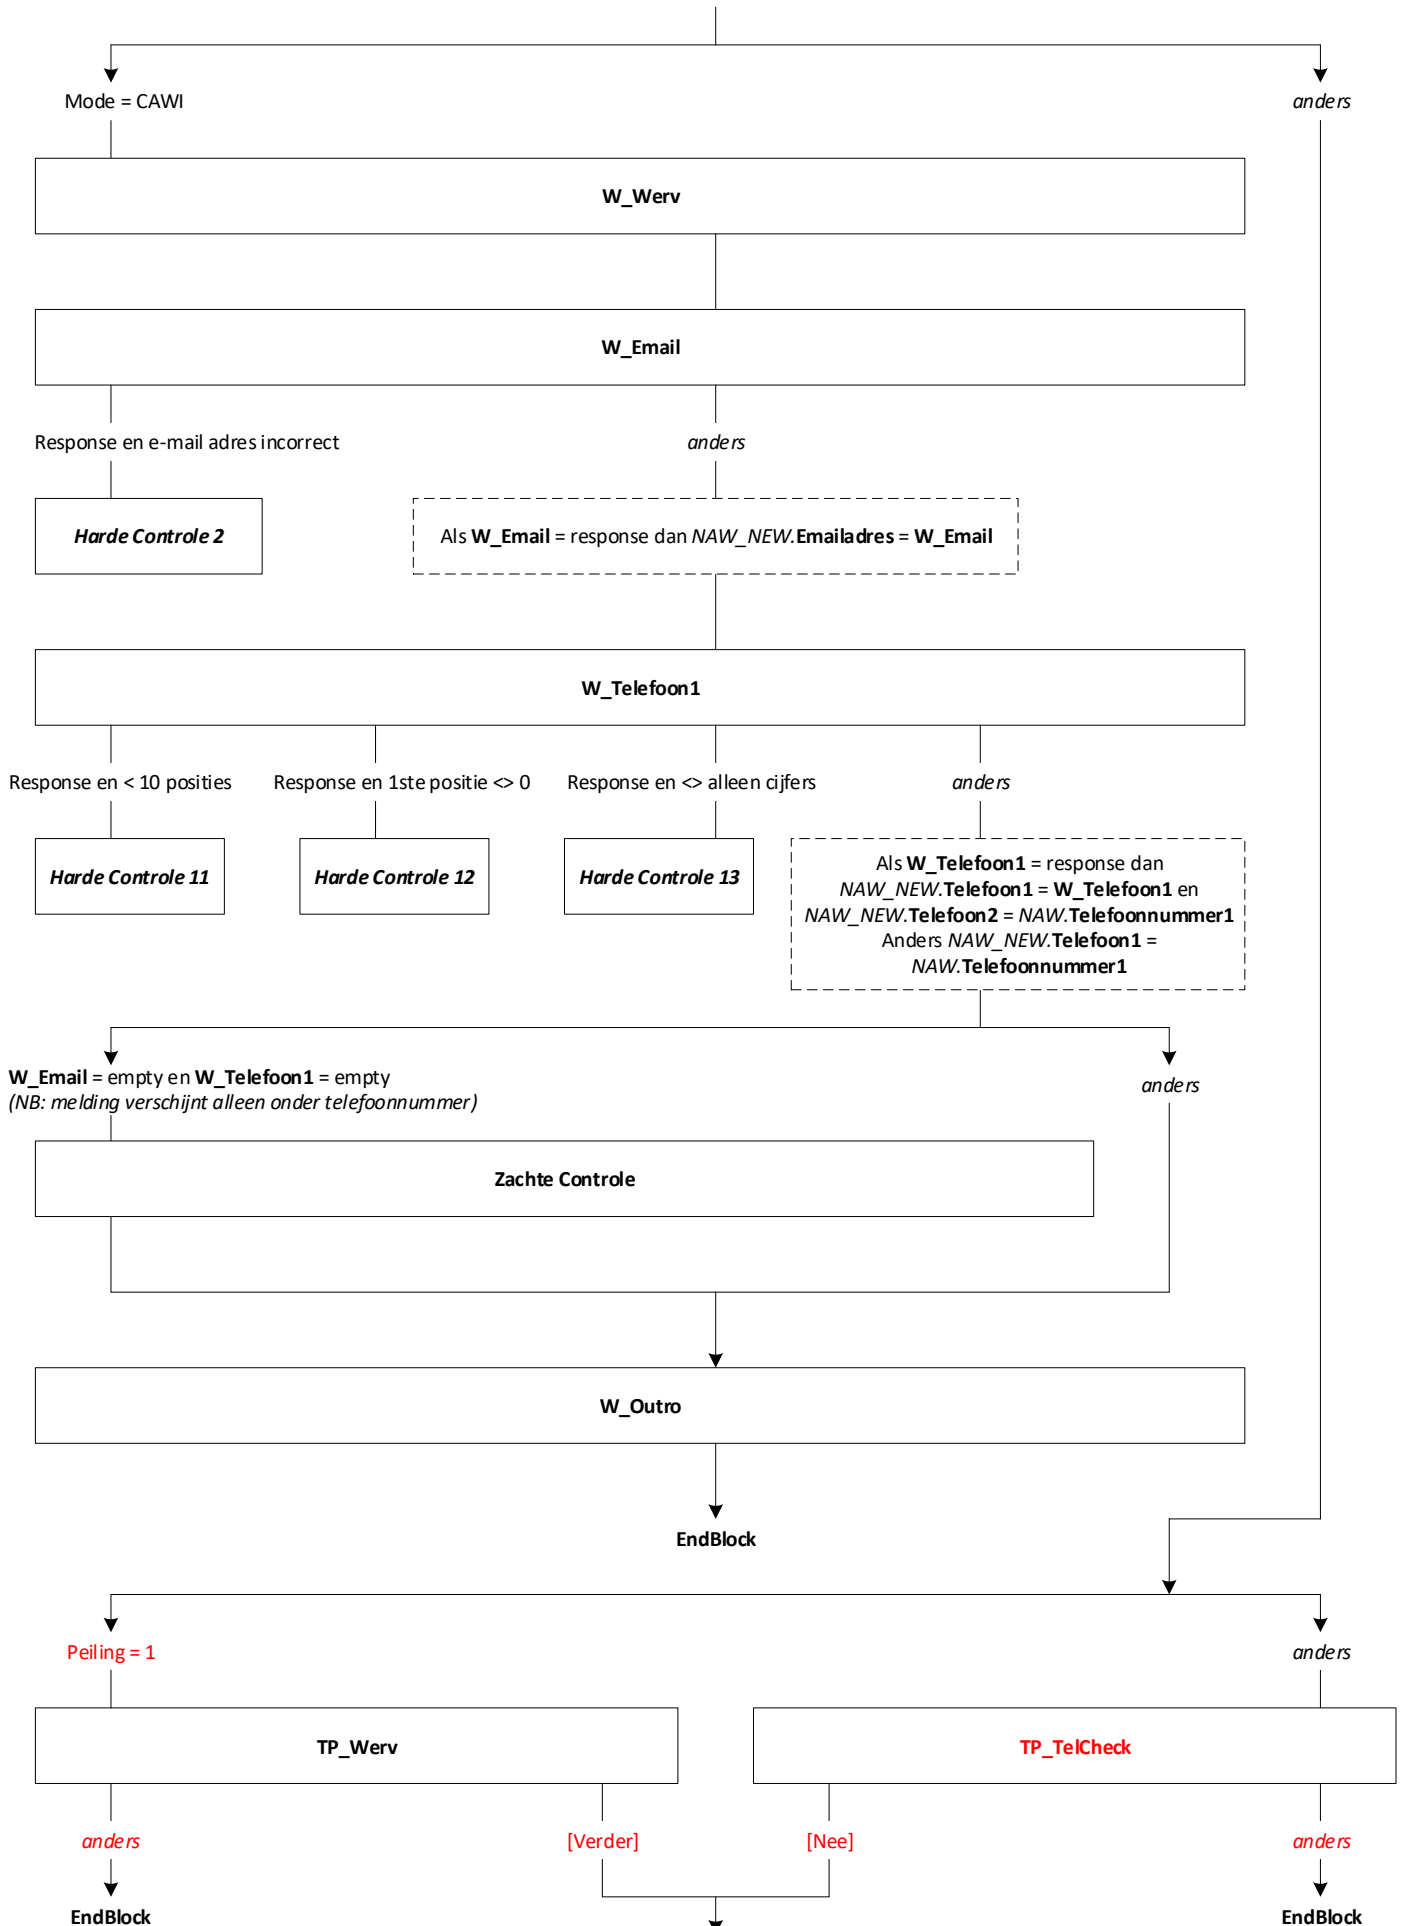 Mode = CAWI
anders
W_Werv
W_Email
Response en e-mail adres incorrect
anders
Harde Controle 2
Als W_Email = response dan NAW_NEW.Emailadres = W_Email
W_Telefoon1
Response en < 10 posities
Response en 1ste positie <> 0
Response en <> alleen cijfers
anders
Harde Controle 11
Harde Controle 12
Harde Controle 13
Als W_Telefoon1 = response dan
NAW_NEW.Telefoon1 = W_Telefoon1 en
NAW_NEW.Telefoon2 = NAW.Telefoonnummer1
Anders NAW_NEW.Telefoon1 =
NAW.Telefoonnummer1
W_Email = empty en W_Telefoon1 = empty
(NB: melding verschijnt alleen onder telefoonnummer)
anders
Zachte Controle
W_Outro
EndBlock
Peiling = 1
anders
TP_Werv
TP_TelCheck
anders
[Verder]
[Nee]
anders
EndBlock
EndBlock